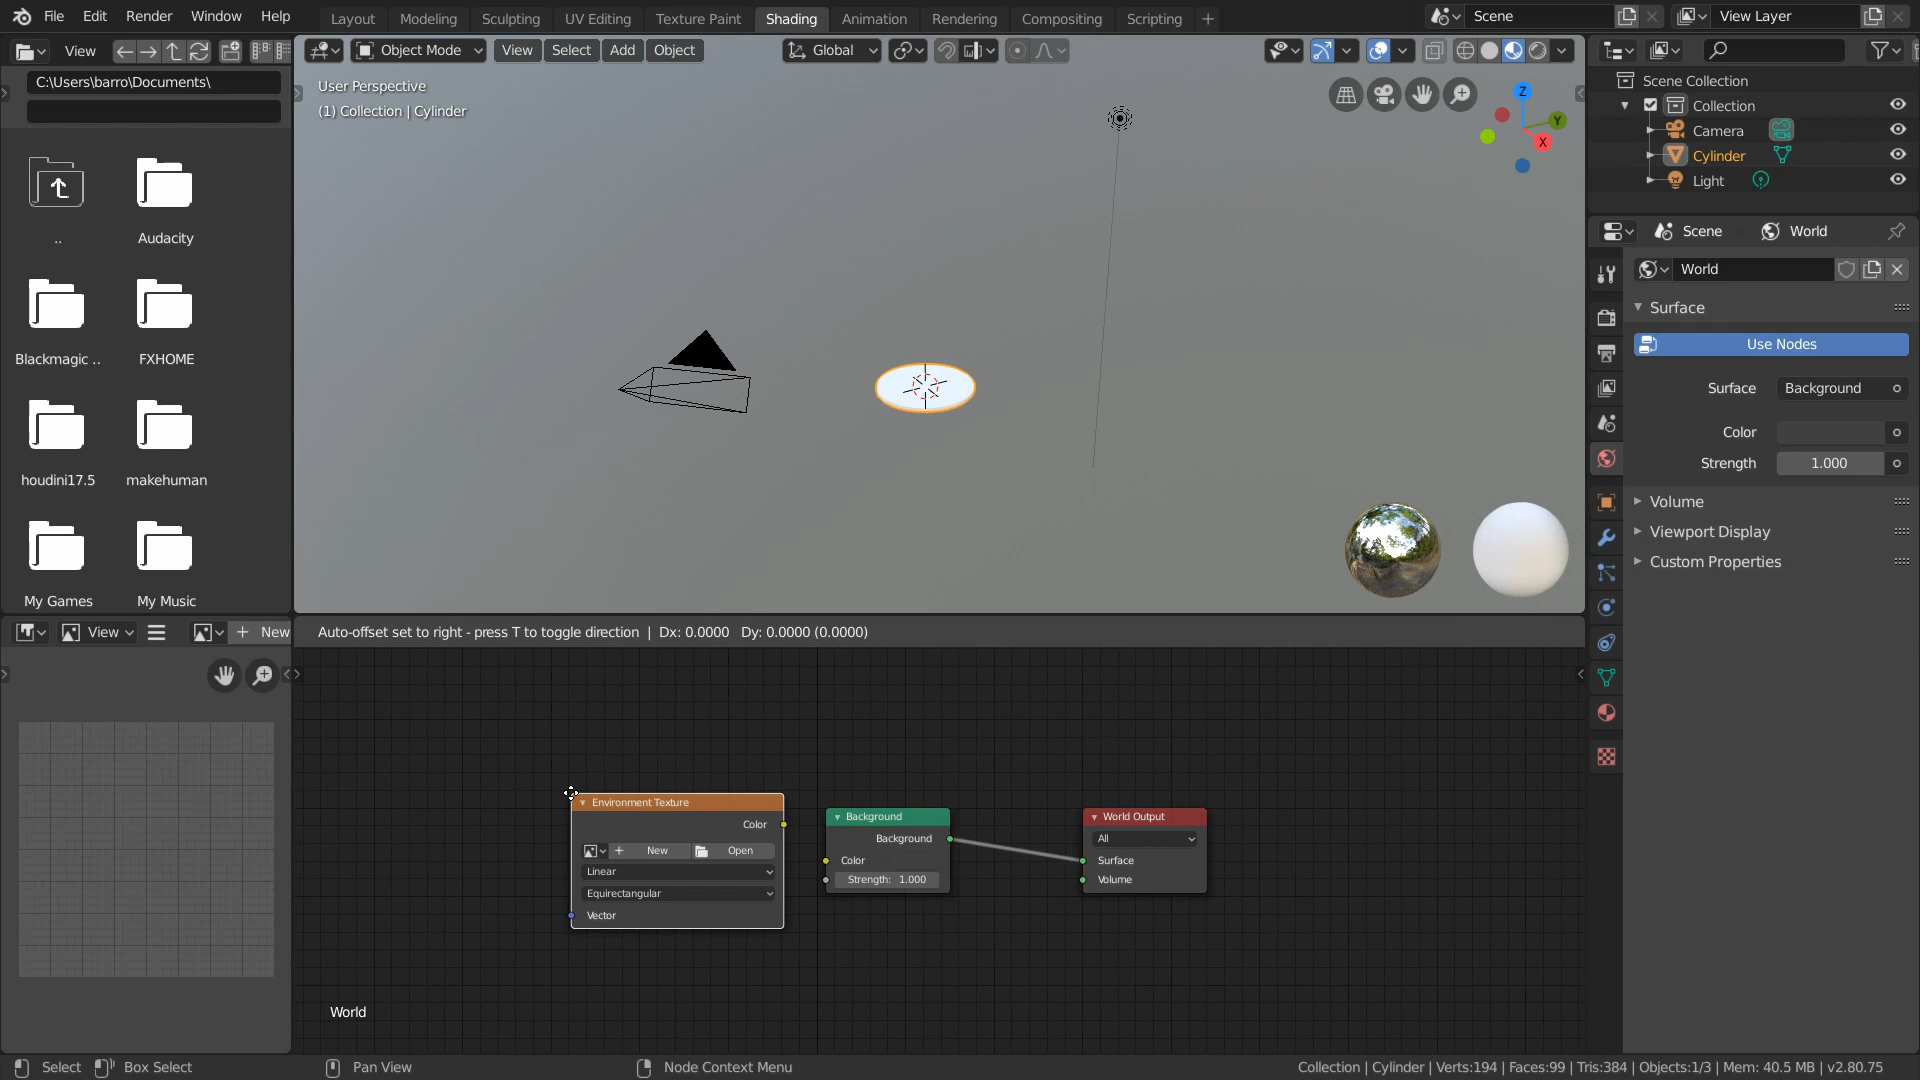 File Edit Render Window Help Layout Modeling Sculpting UV Editing Texture Paint Shading Animation Rendering Compositing Scripting + Scene View Layer
View Object Mode View Select Add Object Global
C:\Users\barro\Documents\
User Perspective
(1) Collection | Cylinder
Z
Y
X
Scene Collection
Collection
Camera
Cylinder
Light
..
Audacity
Blackmagic ..
FXHOME
houdini17.5
makehuman
My Games
My Music
Scene World
World
Surface
Use Nodes
Surface Background
Color
Strength 1.000
Volume
Viewport Display
Custom Properties
View + New
Auto-offset set to right - press T to toggle direction | Dx: 0.0000 Dy: 0.0000 (0.0000)
Environment Texture
Color
+ New Open
Linear
Equirectangular
Vector
Background
Background
Color
Strength: 1.000
World Output
All
Surface
Volume
World
Select Box Select Pan View Node Context Menu Collection | Cylinder | Verts:194 | Faces:99 | Tris:384 | Objects:1/3 | Mem: 40.5 MB | v2.80.75